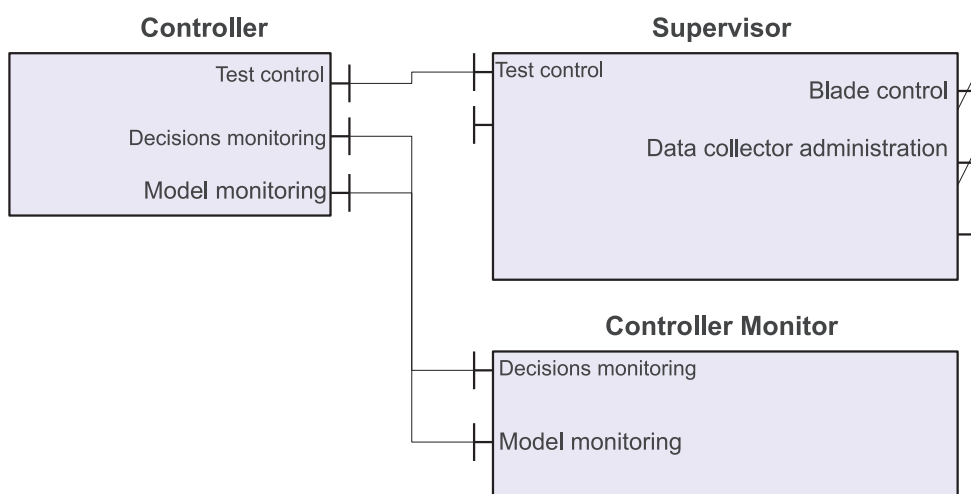 Controller
Test control
Decisions monitoring
Model monitoring
Supervisor
Test control
Blade control
Data collector administration
Controller Monitor
Decisions monitoring
Model monitoring